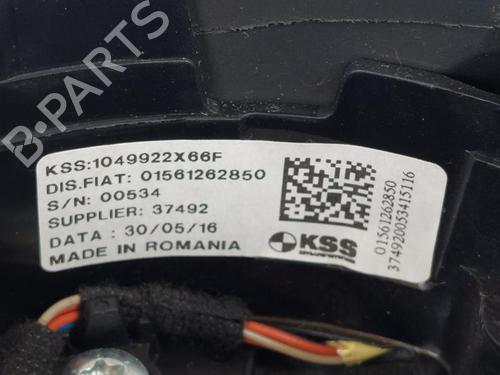 B-PARTS
KSS:1049922X66F
DIS.FIAT: 01561262850
S/N: 00534
SUPPLIER: 37492
DATA : 30/05/16
MADE IN ROMANIA
KSS
01561262850
374920053415116